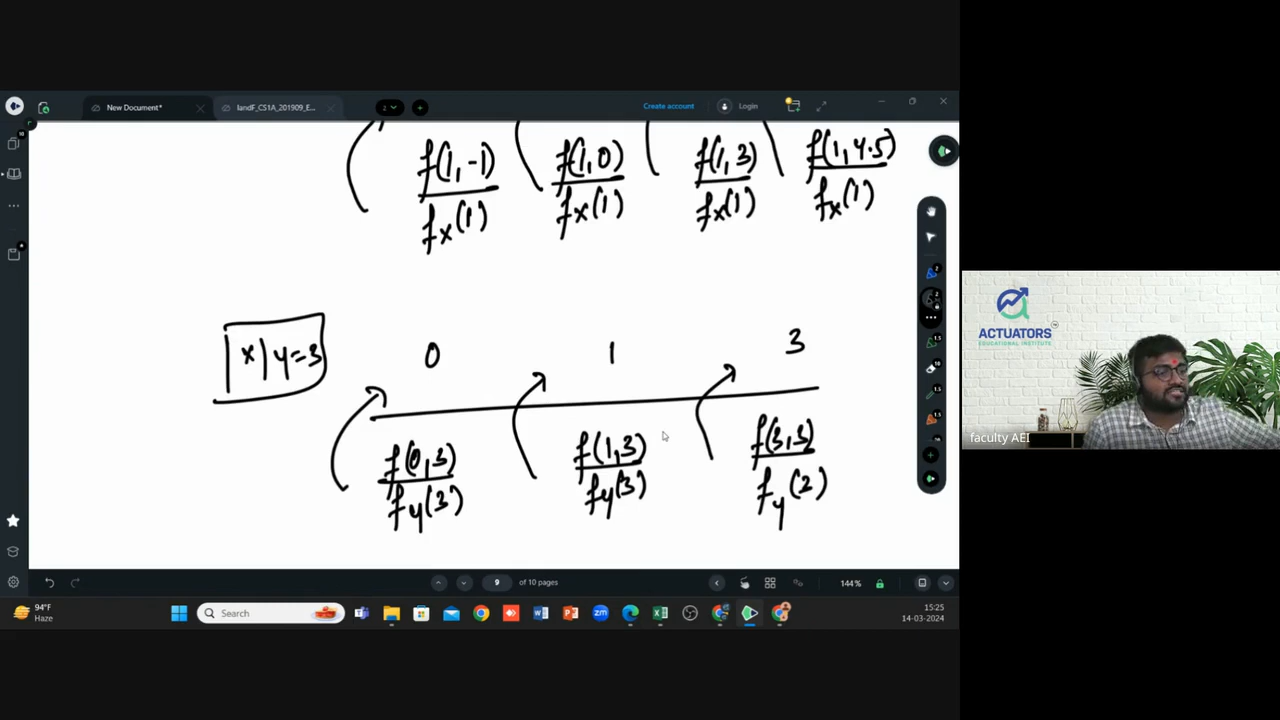 New Document*
IandF_CS1A_201909_E...
2
Create account
Login
f(1,-1) f(1,0) f(1,3) f(1,4.5)
fx(1) fx(1) fx(1) fx(1)
x|y=3 0 1 3
f(0,3) f(1,3) f(3,3)
fy(3) fy(3) fy(2)
ACTUATORS
EDUCATIONAL INSTITUTE
faculty AEI
9 of 10 pages
144%
94°F
Haze
Search
15:25
14-03-2024